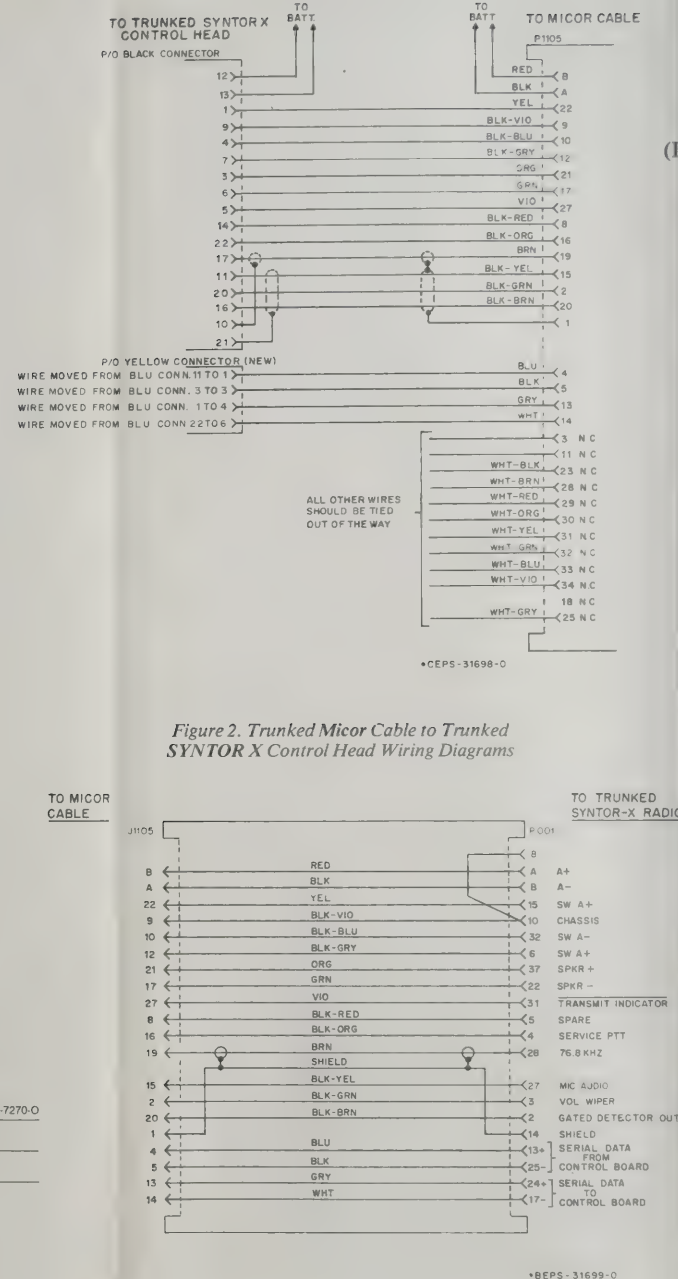 TO TRUNKED SYNTOR X
CONTROL HEAD
TO
BATT
TO
BATT
TO MICOR CABLE
P/O BLACK CONNECTOR
P1105
12 RED B
13 BLK A
1 YEL 22
9 BLK-VIO 9
4 BLK-BLU 10
7 BLK-GRY 12
3 ORG 21
6 GRN 17
5 VIO 27
14 BLK-RED 8
22 BLK-ORG 16
17 BRN 19
11 BLK-YEL 15
20 BLK-GRN 2
16 BLK-BRN 20
10 1
21
P/O YELLOW CONNECTOR (NEW)
WIRE MOVED FROM BLU CONN. 11 TO 1 BLU 4
WIRE MOVED FROM BLU CONN. 3 TO 3 BLK 5
WIRE MOVED FROM BLU CONN. 1 TO 4 GRY 13
WIRE MOVED FROM BLU CONN 22 TO 6 WHT 14
3 NC
11 NC
WHT-BLK 23 NC
WHT-BRN 28 NC
WHT-RED 29 NC
WHT-ORG 30 NC
WHT-YEL 31 NC
WHT GRN 32 NC
WHT-BLU 33 NC
WHT-VIO 34 NC
18 NC
WHT-GRY 25 NC
ALL OTHER WIRES
SHOULD BE TIED
OUT OF THE WAY
*CEPS-31698-O
Figure 2. Trunked Micor Cable to Trunked
SYNTOR X Control Head Wiring Diagrams
TO MICOR
CABLE
TO TRUNKED
SYNTOR-X RADIO
J1105
P001
8
B RED A A+
A BLK B A-
22 YEL 15 SW A+
9 BLK-VIO 10 CHASSIS
10 BLK-BLU 32 SW A-
12 BLK-GRY 6 SW A+
21 ORG 37 SPKR +
17 GRN 22 SPKR -
27 VIO 31 TRANSMIT INDICATOR
8 BLK-RED 5 SPARE
16 BLK-ORG 4 SERVICE PTT
19 BRN 28 76.8 KHZ
SHIELD
15 BLK-YEL 27 MIC AUDIO
2 BLK-GRN 3 VOL WIPER
20 BLK-BRN 2 GATED DETECTOR OUT
1 14 SHIELD
4 BLU 13+ SERIAL DATA
FROM
5 BLK 25- CONTROL BOARD
13 GRY 24+ SERIAL DATA
TO
14 WHT 17- CONTROL BOARD
-7270-O
*BEPS-31699-O